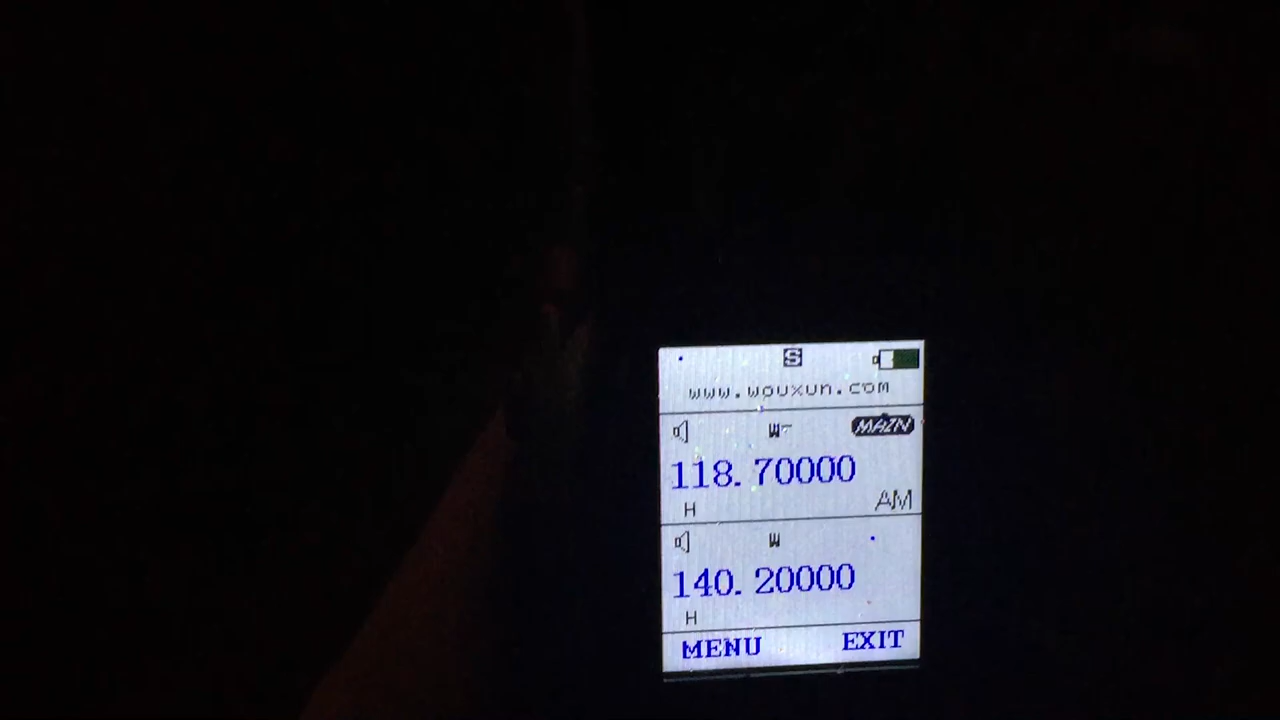 S
www.wouxun.com
W- MAIN
118.70000
H AM
W
140.20000
H
MENU EXIT